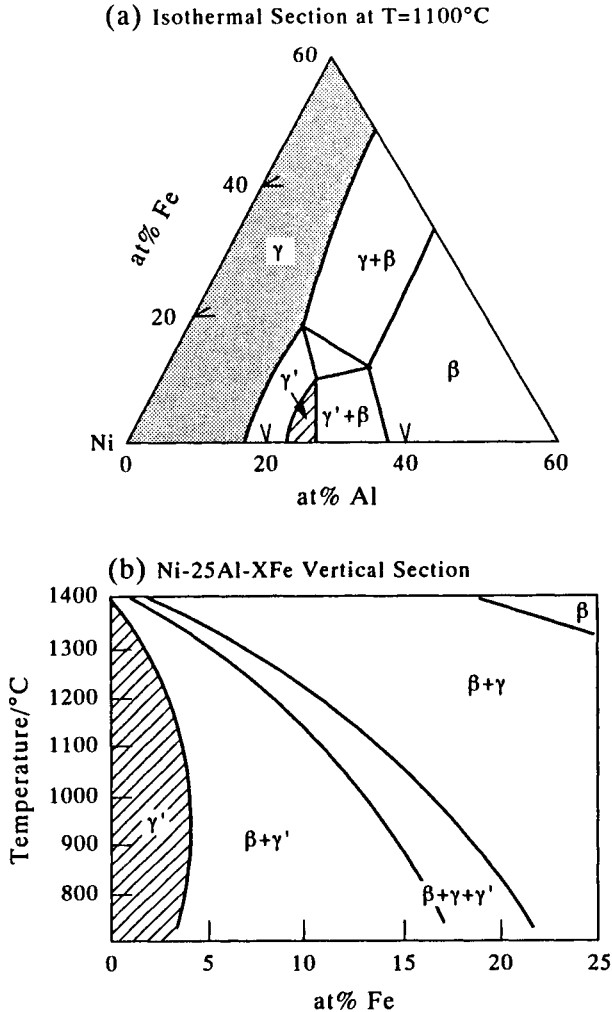 (a) Isothermal Section at T=1100°C
60
at% Fe
40
γ
γ+β
20
γ'
β
γ'+β
Ni
0
20
40
60
at% Al
(b) Ni-25Al-XFe Vertical Section
1400
β
1300
β+γ
1200
Temperature/°C
1100
1000
γ'
900
β+γ'
800
β+γ+γ'
0
5
10
15
20
25
at% Fe